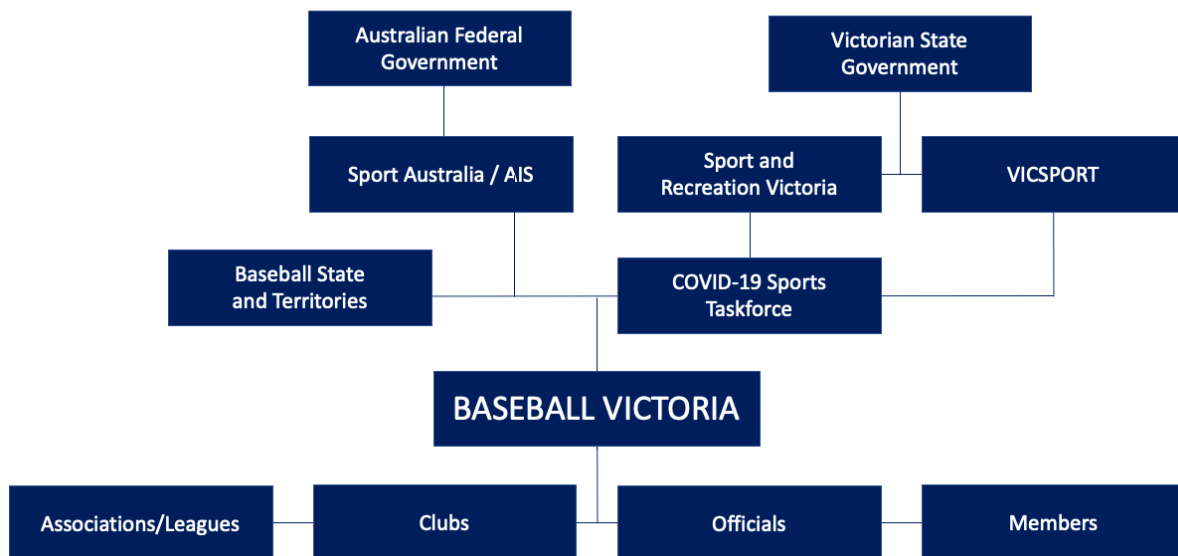 Australian Federal
Government
Victorian State
Government
Sport Australia / AIS
Sport and
Recreation Victoria
VICSPORT
Baseball State
and Territories
COVID-19 Sports
Taskforce
BASEBALL VICTORIA
Associations/Leagues
Clubs
Officials
Members